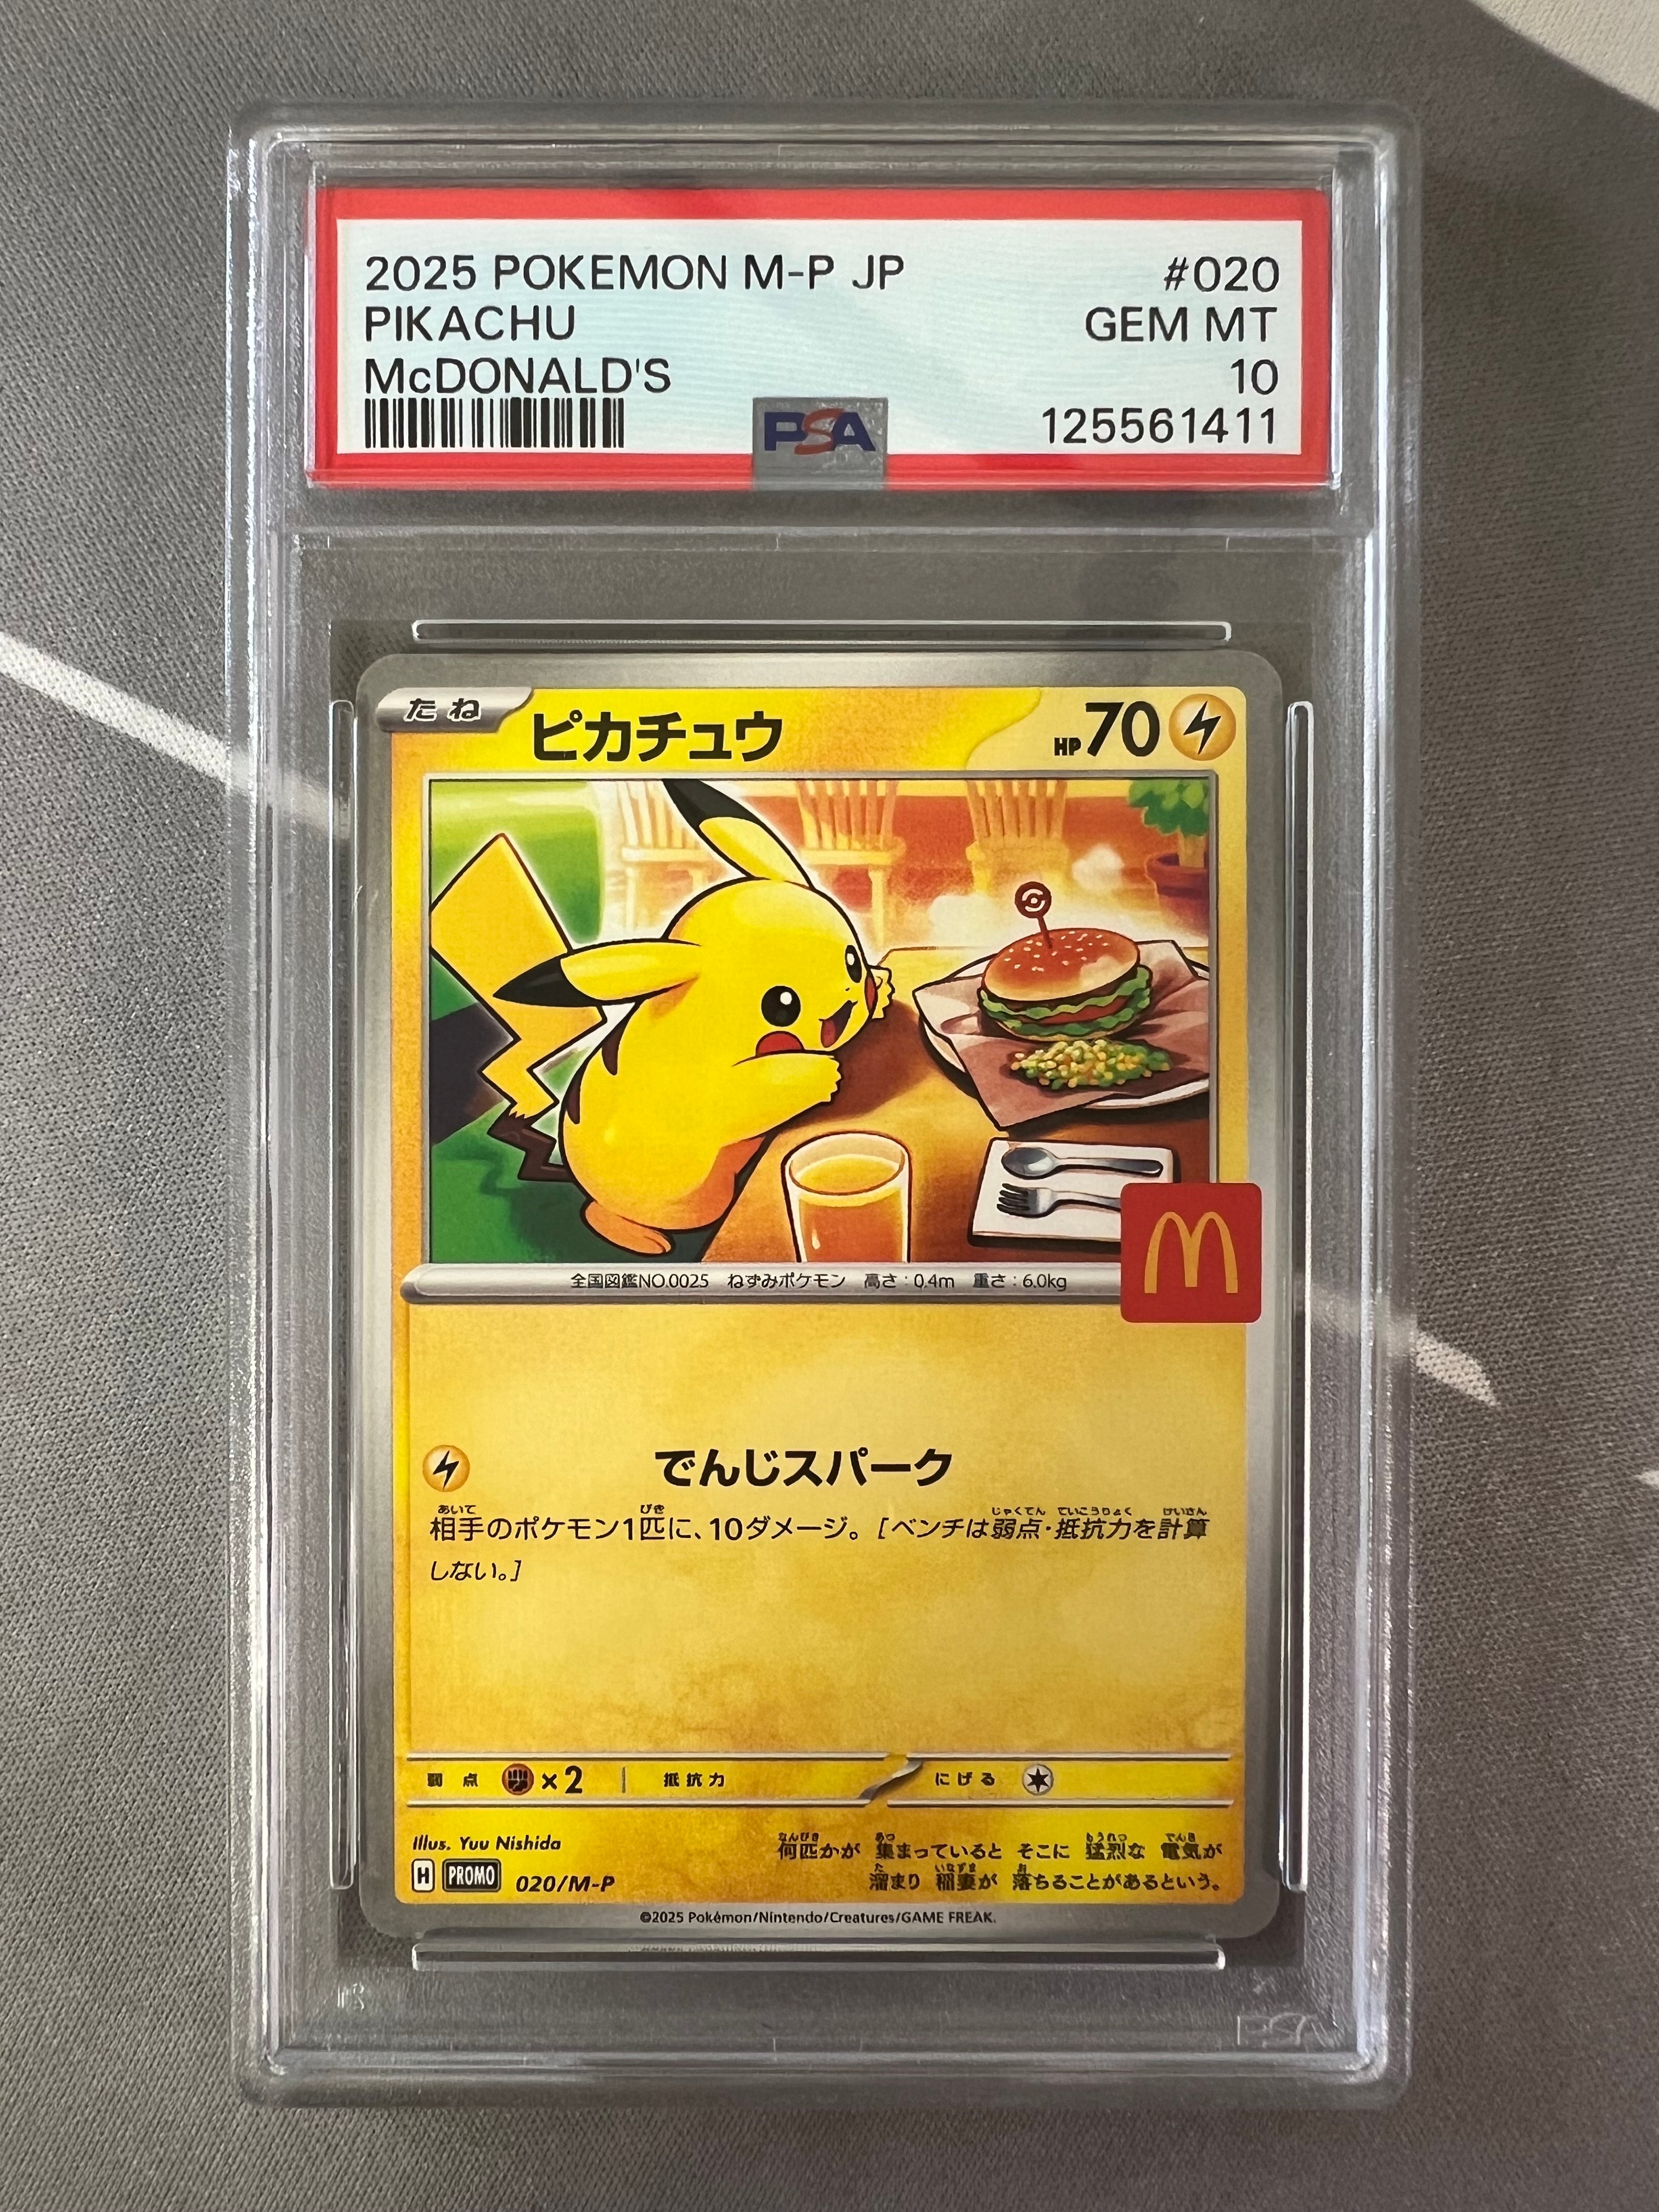 2025 POKEMON M-P JP #020
PIKACHU GEM MT
McDONALD'S 10
PSA 125561411
たね ピカチュウ HP70
全国図鑑NO.0025 ねずみポケモン 高さ：0.4m 重さ：6.0kg
でんじスパーク
相手のポケモン1匹に、10ダメージ。［ベンチは弱点・抵抗力を計算
しない。］
弱点 ×2 抵抗力 にげる
Illus. Yuu Nishida
何匹かが 集まっていると そこに 猛烈な 電気が
溜まり 稲妻が 落ちることがあるという。
H PROMO 020/M-P
©2025 Pokémon/Nintendo/Creatures/GAME FREAK.